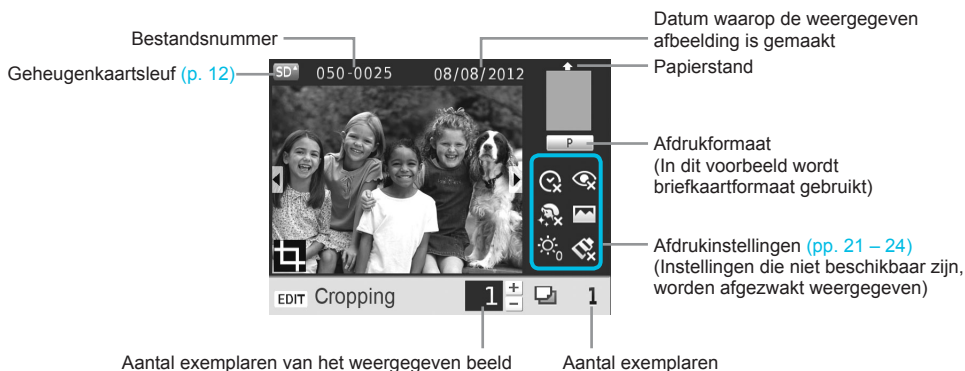 Datum waarop de weergegeven
afbeelding is gemaakt
Bestandsnummer
Papierstand
Geheugenkaartsleuf (p. 12)
SD
050-0025
08/08/2012
P
Afdrukformaat
(In dit voorbeeld wordt
briefkaartformaat gebruikt)
0
Afdrukinstellingen (pp. 21 – 24)
(Instellingen die niet beschikbaar zijn,
worden afgezwakt weergegeven)
EDIT Cropping
1
+
−
1
Aantal exemplaren van het weergegeven beeld
Aantal exemplaren